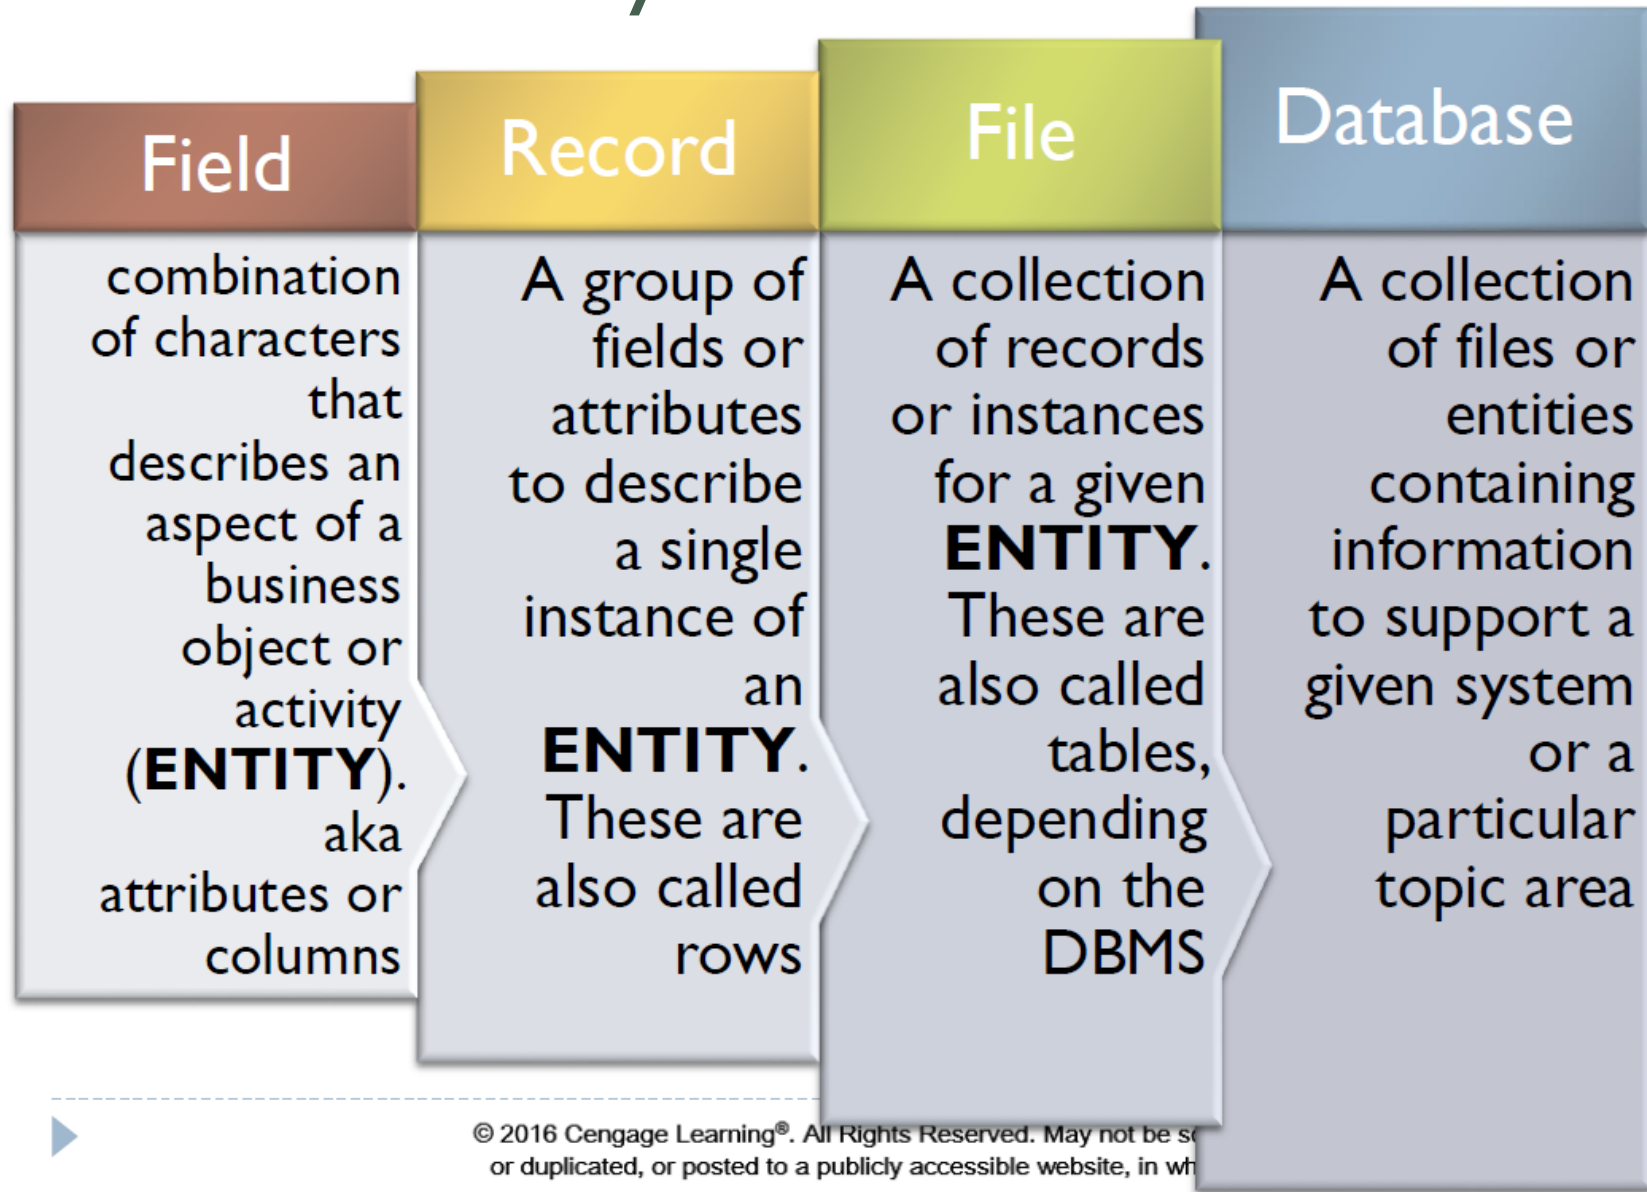 Field
combination
of characters
that
describes an
aspect of a
business
object or
activity
(ENTITY).
aka
attributes or
columns
Record
A group of
fields or
attributes
to describe
a single
instance of
an
ENTITY.
These are
also called
rows
File
A collection
of records
or instances
for a given
ENTITY.
These are
also called
tables,
depending
on the
DBMS
Database
A collection
of files or
entities
containing
information
to support a
given system
or a
particular
topic area
© 2016 Cengage Learning®. All Rights Reserved. May not be
or duplicated, or posted to a publicly accessible website, in